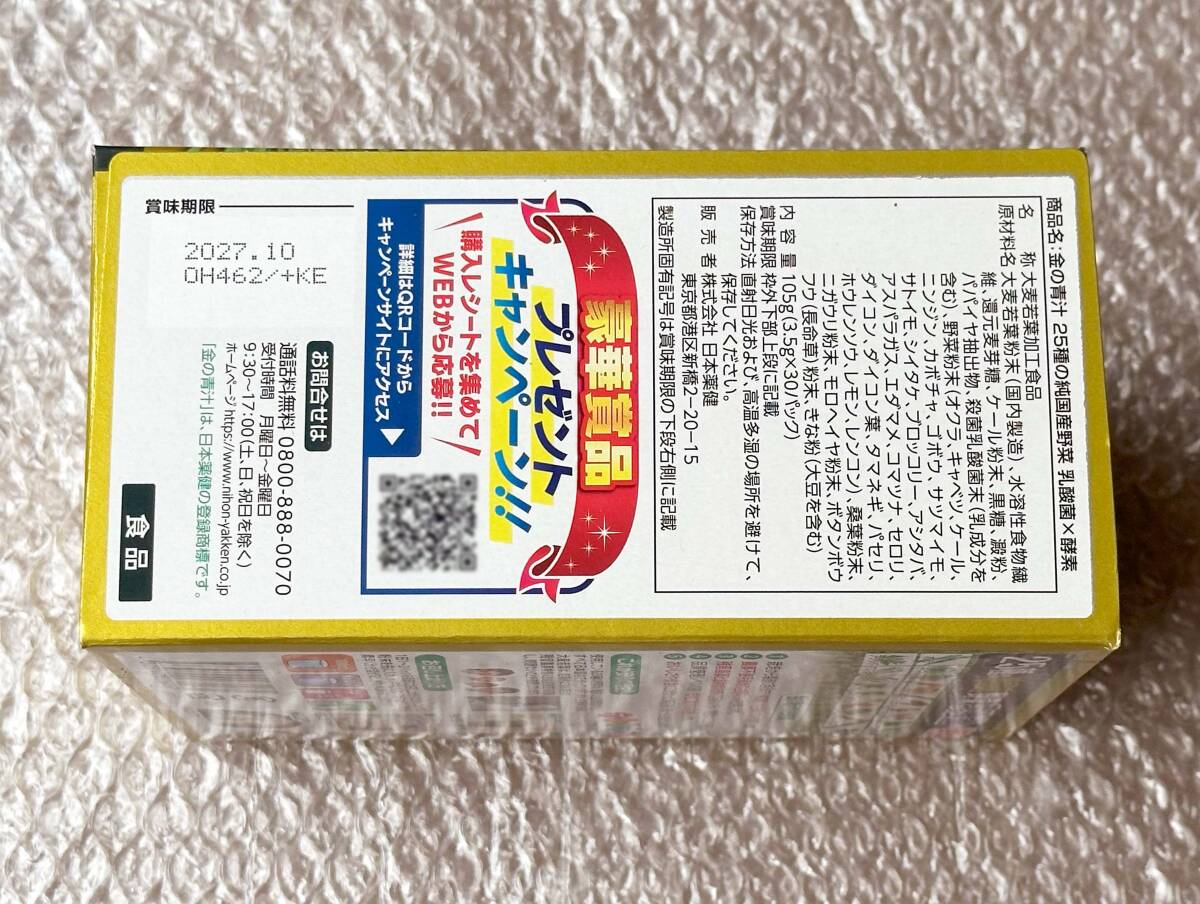 商品名：金の青汁 25種の純国産野菜 乳酸菌×酵素
名称 大麦若葉加工食品
原材料名 大麦若葉粉末（国内製造）、水溶性食物繊
維、還元麦芽糖、ケール粉末、黒糖、澱粉、
パパイヤ抽出物、殺菌乳酸菌末（乳成分を
含む）、野菜粉末（オクラ、キャベツ、ケール、
ニンジン、カボチャ、ゴボウ、サツマイモ、
サトイモ、シイタケ、ブロッコリー、アシタバ、
アスパラガス、エダマメ、コマツナ、セロリ、
ダイコン、ダイコン葉、タマネギ、パセリ、
ホウレンソウ、レモン、レンコン）、桑葉粉末、
ニガウリ粉末、モロヘイヤ粉末、ボタンボウ
フウ（長命草）粉末、きな粉（大豆を含む）
内容量 105g（3.5g×30パック）
賞味期限 枠外下部上段に記載
保存方法 直射日光および、高温多湿の場所を避けて、
保存してください。
販売者 株式会社 日本薬健
東京都港区新橋2-20-15
製造所固有記号は賞味期限の下段右側に記載
豪華賞品
プレゼント
キャンペーン!!
購入レシートを集めて
WEBから応募!!
詳細はQRコードから
キャンペーンサイトにアクセス
お問合せは
通話料無料 0800-888-0070
受付時間 月曜日～金曜日
9:30～17:00（土、日、祝日を除く）
ホームページ https://www.nihon-yakken.co.jp
「金の青汁」は、日本薬健の登録商標です。
賞味期限
2027.10
OH462/+KE
食品